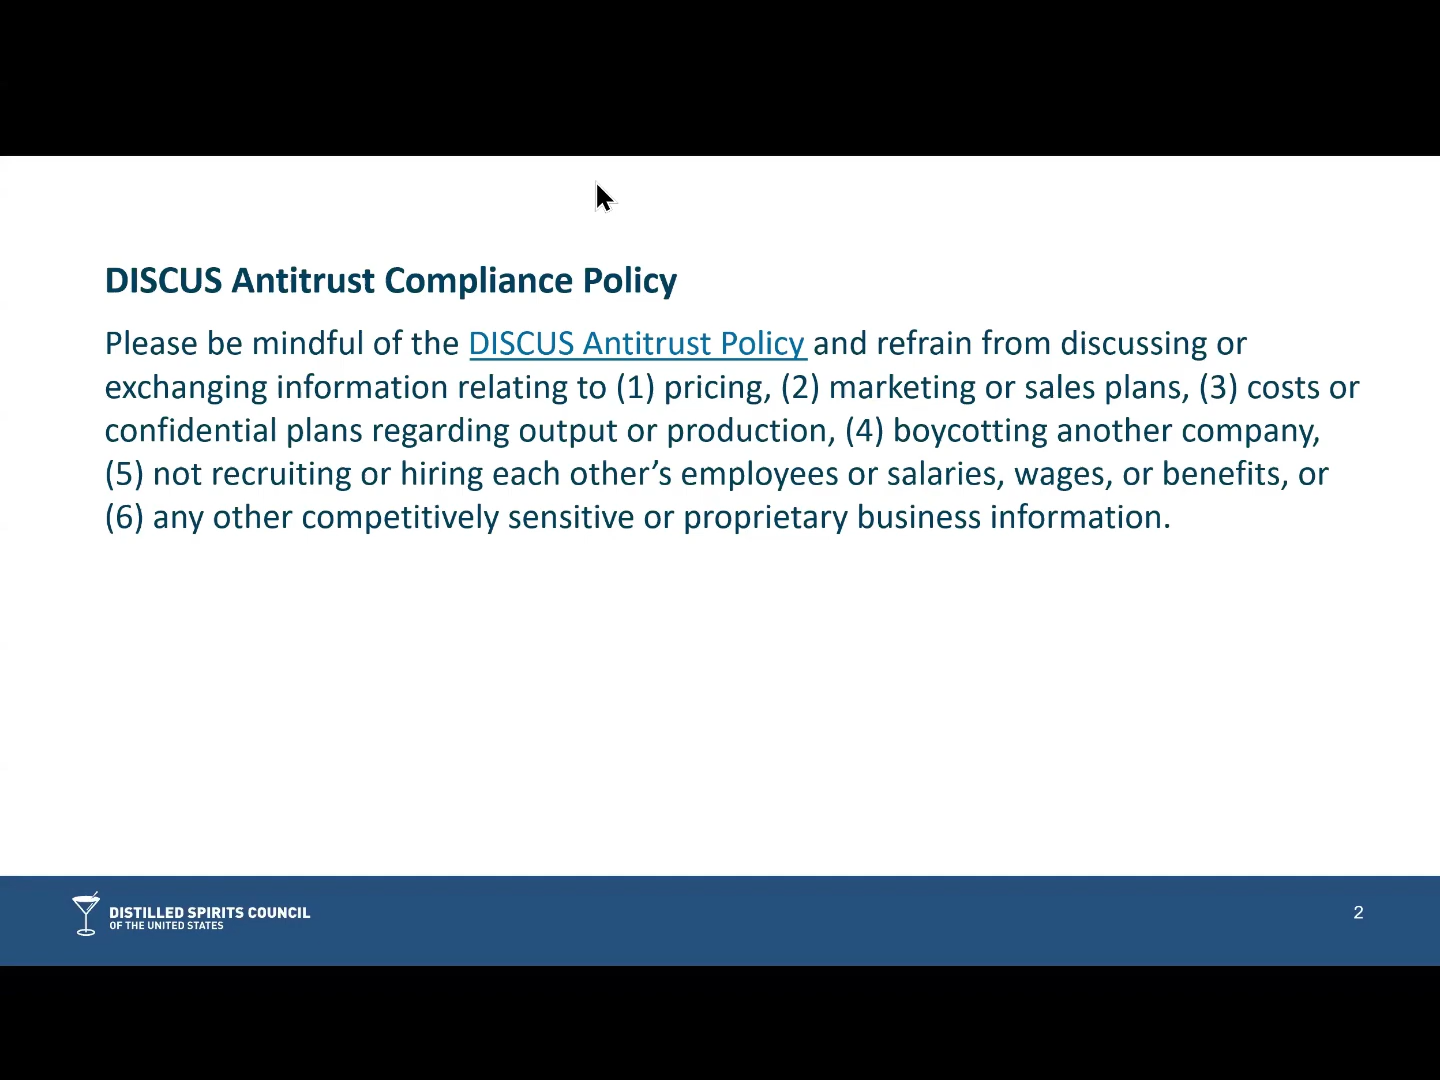 DISCUS Antitrust Compliance Policy
Please be mindful of the DISCUS Antitrust Policy and refrain from discussing or
exchanging information relating to (1) pricing, (2) marketing or sales plans, (3) costs or
confidential plans regarding output or production, (4) boycotting another company,
(5) not recruiting or hiring each other’s employees or salaries, wages, or benefits, or
(6) any other competitively sensitive or proprietary business information.
DISTILLED SPIRITS COUNCIL
OF THE UNITED STATES
2